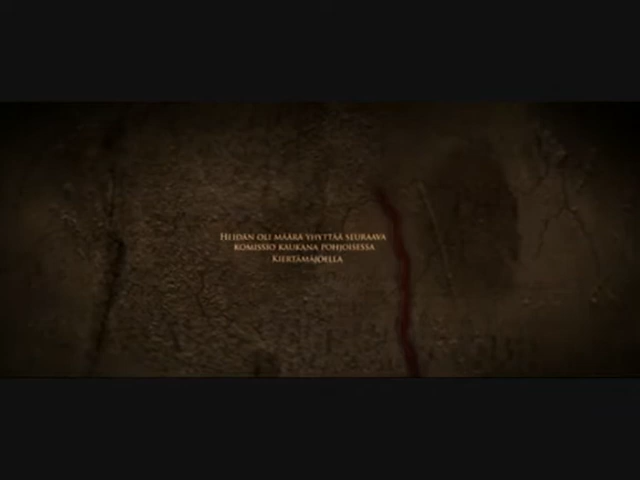 Heidän oli määrä yhyttää seuraava
komissio kaukana pohjoisessa
Kiertämäjoella